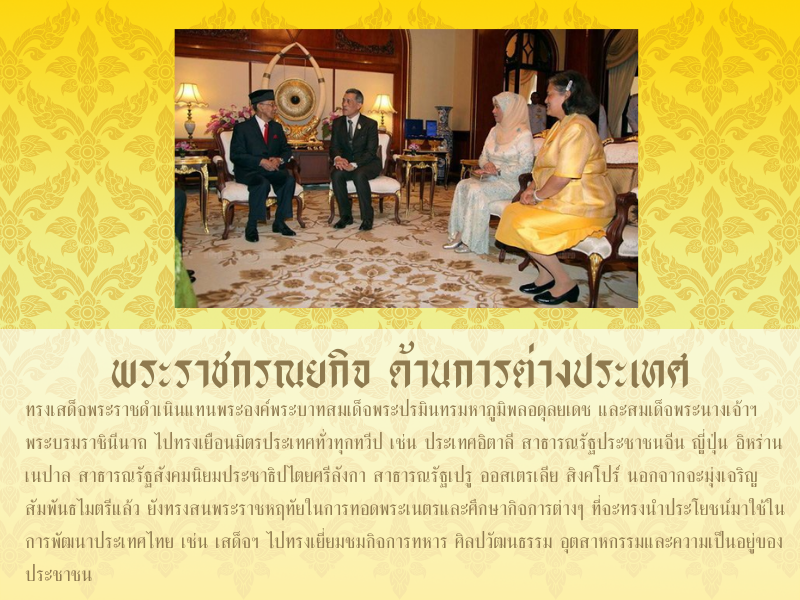 พระราชกรณยกิจ ด้านการต่างประเทศ
ทรงเสด็จพระราชดำเนินแทนพระองค์พระบาทสมเด็จพระปรมินทรมหาภูมิพลอดุลยเดช และสมเด็จพระนางเจ้าฯ
พระบรมราชินีนาถ ไปทรงเยือนมิตรประเทศทั่วทุกทวีป เช่น ประเทศอิตาลี สาธารณรัฐประชาชนจีน ญี่ปุ่น อิหร่าน
เนปาล สาธารณรัฐสังคมนิยมประชาธิปไตยศรีลังกา สาธารณรัฐเปรู ออสเตรเลีย สิงคโปร์ นอกจากจะมุ่งเจริญ
สัมพันธไมตรีแล้ว ยังทรงสนพระราชหฤทัยในการทอดพระเนตรและศึกษากิจการต่างๆ ที่จะทรงนำประโยชน์มาใช้ใน
การพัฒนาประเทศไทย เช่น เสด็จฯ ไปทรงเยี่ยมชมกิจการทหาร ศิลปวัฒนธรรม อุตสาหกรรมและความเป็นอยู่ของ
ประชาชน